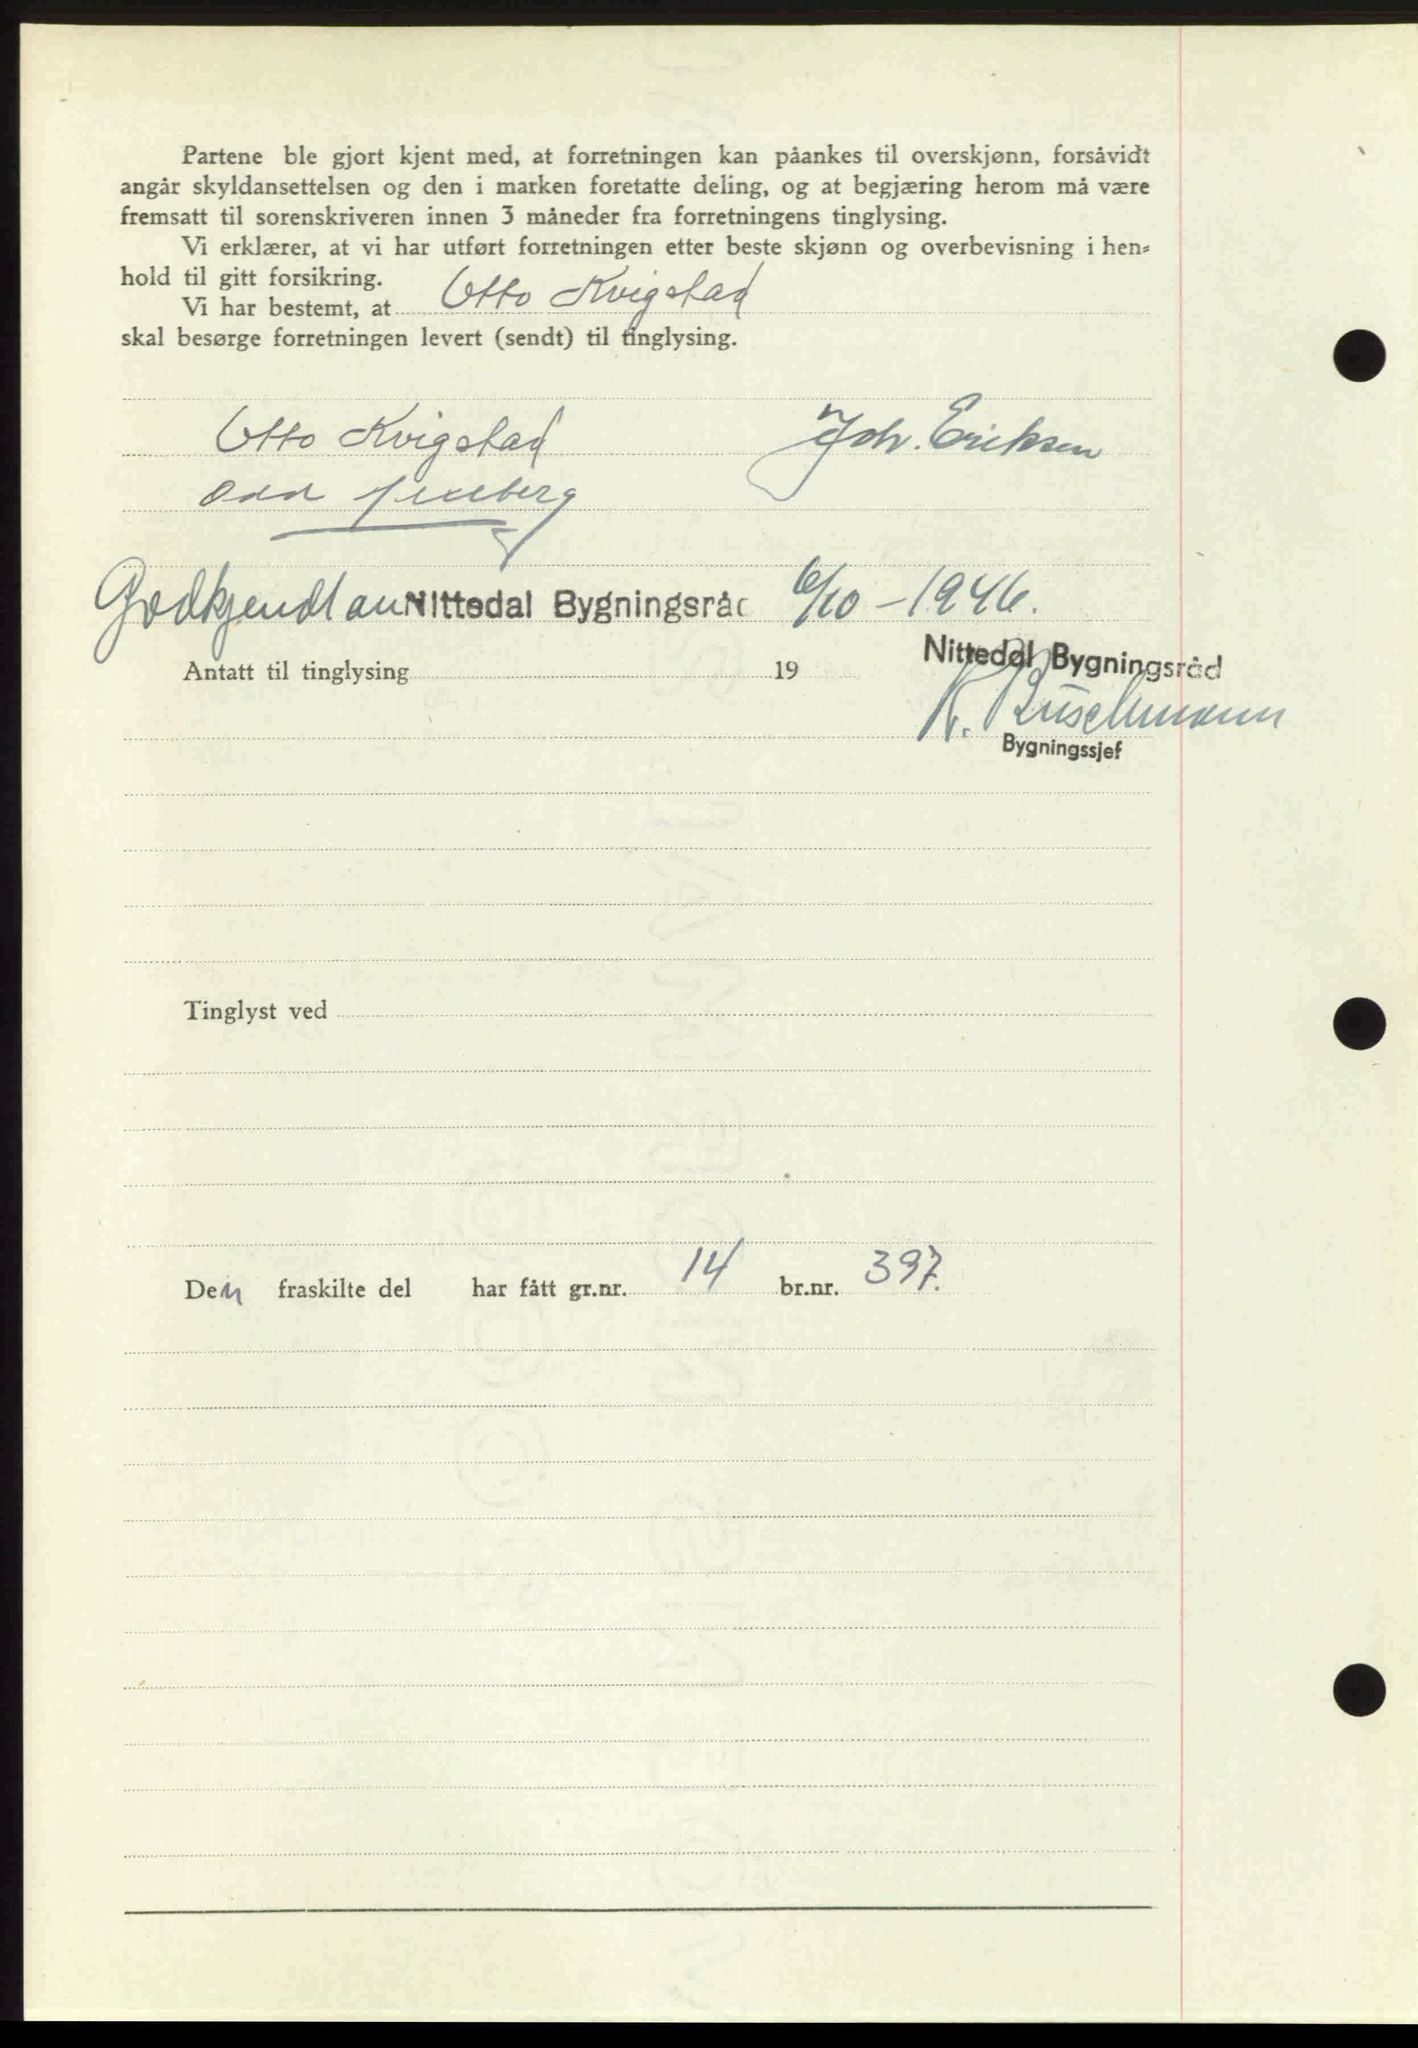 Partene ble gjort kjent med, at forretningen kan påankes til overskjønn, forsåvidt
angår skyldansettelsen og den i marken foretatte deling, og at begjæring herom må være
fremsatt til sorenskriveren innen 3 måneder fra forretningens tinglysing.
Vi erklærer, at vi har utført forretningen etter beste skjønn og overbevisning i hen-
hold til gitt forsikring.
Vi har bestemt, at Otto Kvigstad
skal besørge forretningen levert (sendt) til tinglysing.
Otto Kvigstad Joh. Eriksen
Odd
Godkjendt av Nittedal Bygningsråd 6/10 - 1946.
Nittedal Bygningsråd
Antatt til tinglysing 19
K. Buschmann
Bygningssjef
Tinglyst ved
Den fraskilte del har fått gr.nr. 14 br.nr. 397.